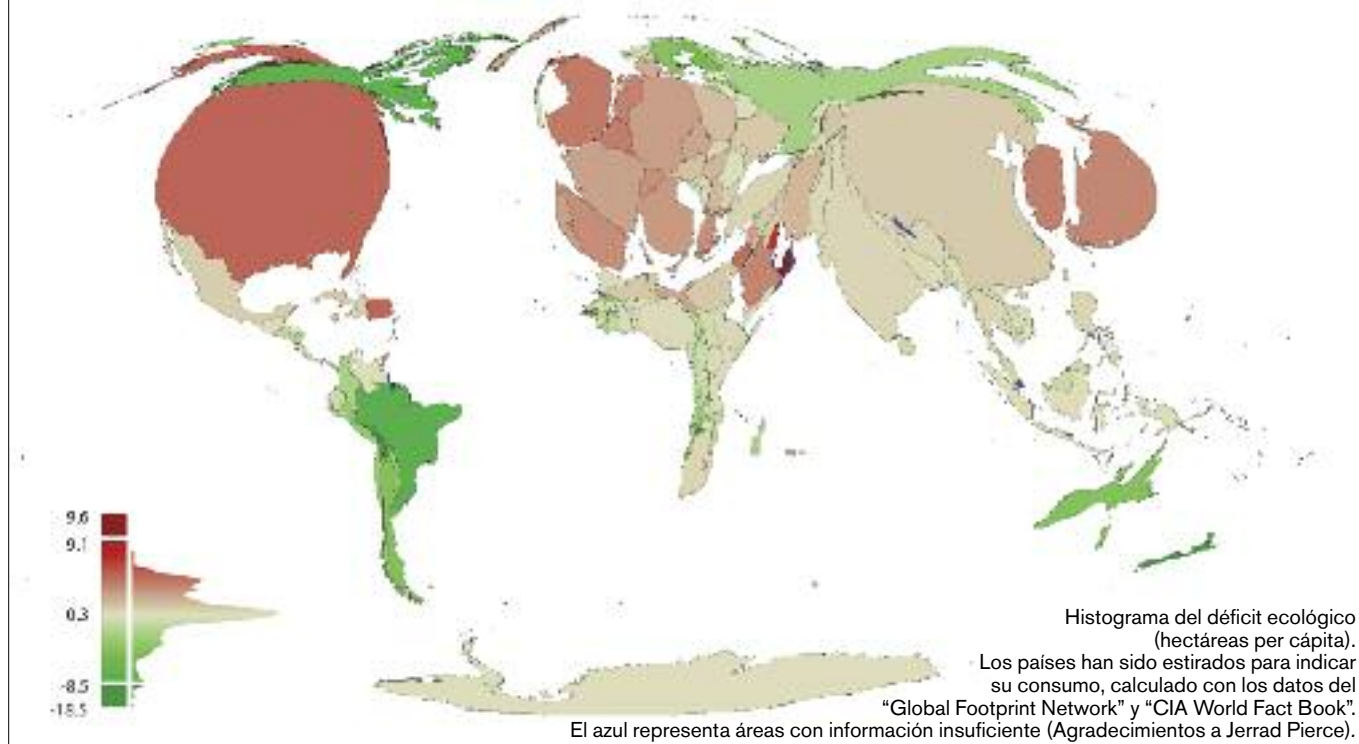 9.6
9.1
0.3
-8.5
-18.5
Histograma del déficit ecológico
(hectáreas per cápita).
Los países han sido estirados para indicar
su consumo, calculado con los datos del
“Global Footprint Network” y “CIA World Fact Book”.
El azul representa áreas con información insuficiente (Agradecimientos a Jerrad Pierce).